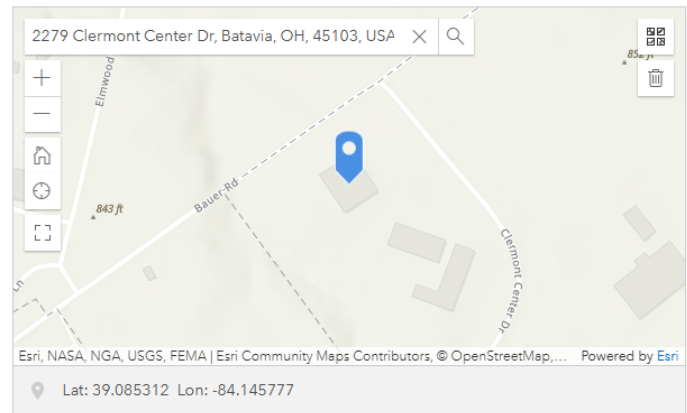 2279 Clermont Center Dr, Batavia, OH, 45103, USA
Elmwood
852 ft
843 ft
Bauer Rd
Clermont Center Dr
Ln
Esri, NASA, NGA, USGS, FEMA | Esri Community Maps Contributors, © OpenStreetMap,... Powered by Esri
Lat: 39.085312 Lon: -84.145777